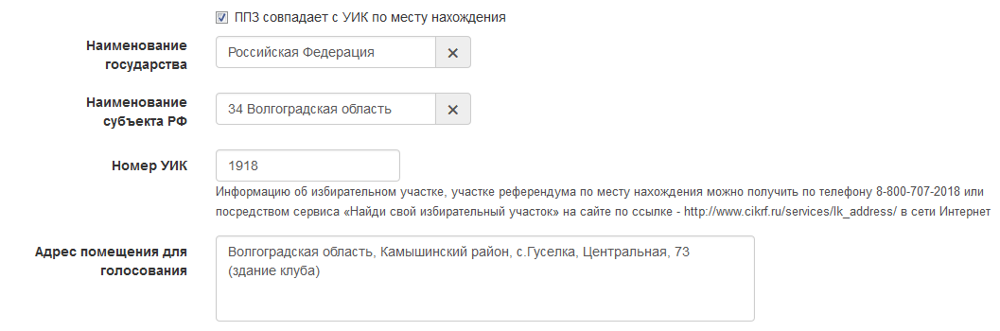 ППЗ совпадает с УИК по месту нахождения
Наименование
государства
Российская Федерация
Наименование
субъекта РФ
34 Волгоградская область
Номер УИК
1918
Информацию об избирательном участке, участке референдума по месту нахождения можно получить по телефону 8-800-707-2018 или
посредством сервиса «Найди свой избирательный участок» на сайте по ссылке - http://www.cikrf.ru/services/lk_address/ в сети Интернет
Адрес помещения для
голосования
Волгоградская область, Камышинский район, с.Гуселка, Центральная, 73
(здание клуба)